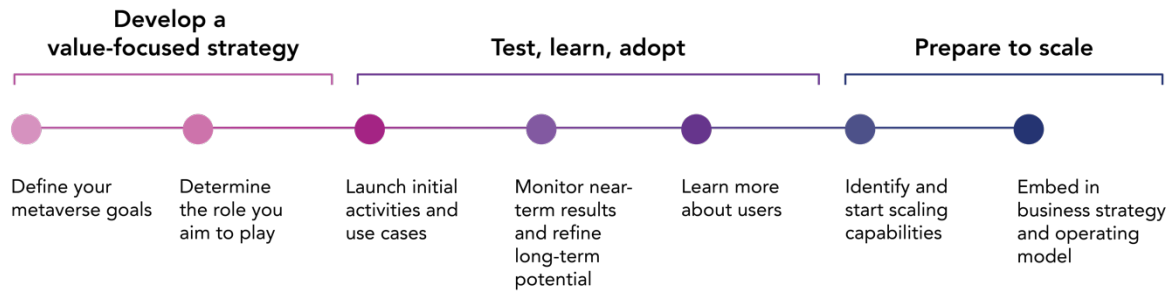 Develop a
value-focused strategy
Test, learn, adopt
Prepare to scale
Define your
metaverse goals
Determine
the role you
aim to play
Launch initial
activities and
use cases
Monitor near-
term results
and refine
long-term
potential
Learn more
about users
Identify and
start scaling
capabilities
Embed in
business strategy
and operating
model